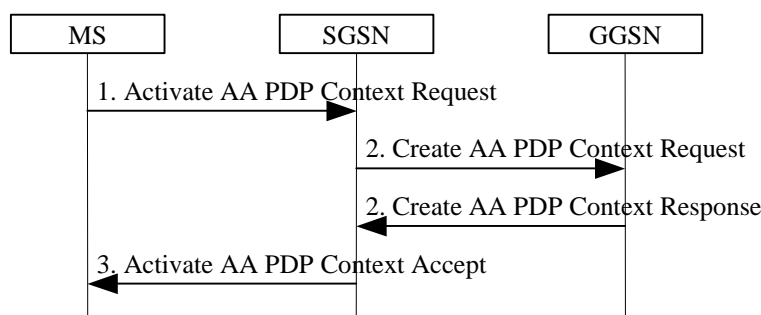 MS SGSN GGSN
1. Activate AA PDP Context Request
2. Create AA PDP Context Request
2. Create AA PDP Context Response
3. Activate AA PDP Context Accept